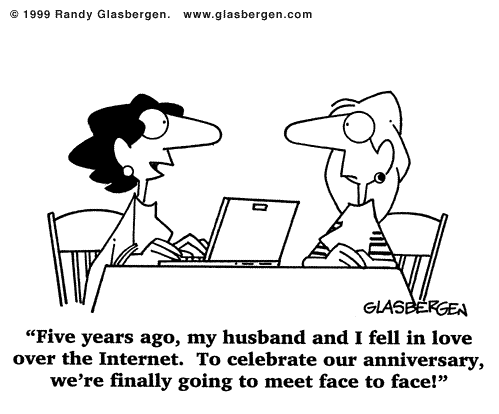 © 1999 Randy Glasbergen. www.glasbergen.com
GLASBERGEN
“Five years ago, my husband and I fell in love
over the Internet. To celebrate our anniversary,
we’re finally going to meet face to face!”